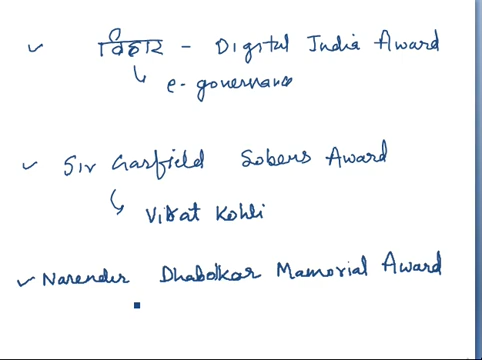 बिहार - Digital India Award
e-governance
Sir Garfield Sobers Award
Virat Kohli
Narender Dhabolkar Mamorial Award